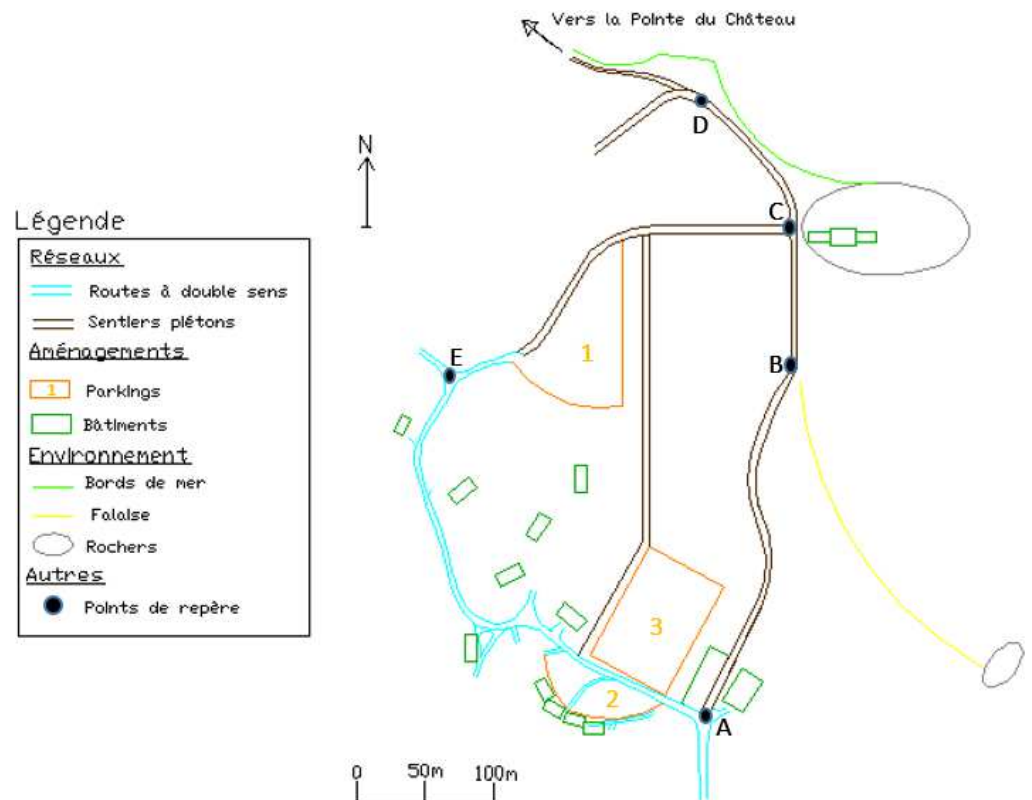 Vers la Pointe du Château
D
N
C
Légende
Réseaux
Routes à double sens
Sentiers piétons
Aménagements
1 Parkings
Bâtiments
Environnement
Bords de mer
Falaise
Rochers
Autres
Points de repère
1
E
B
3
2
A
0 50m 100m